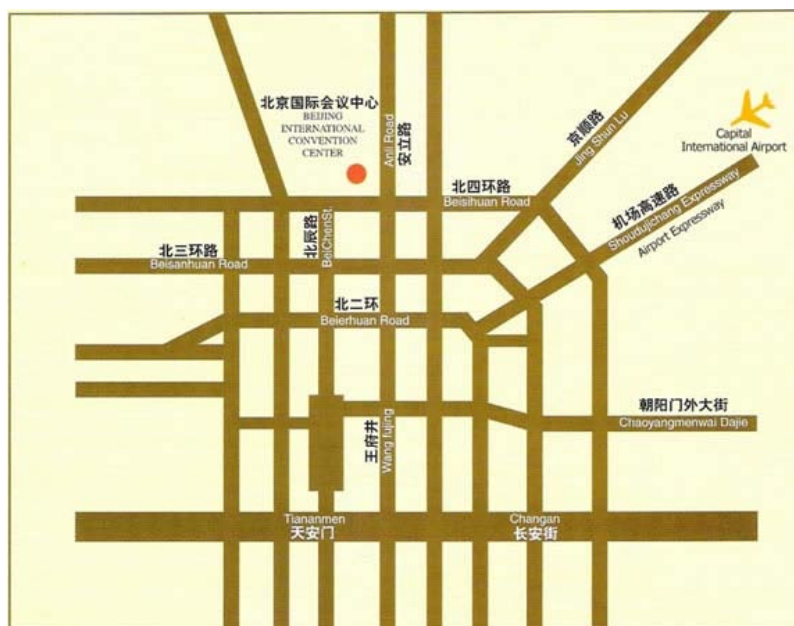 北京国际会议中心
BEIJING
INTERNATIONAL
CONVENTION
CENTER
Anli Road
安立路
京顺路
Jing Shun Lu
Capital
International Airport
北四环路
Beisihuan Road
机场高速路
Shoudujichang Expressway
Airport Expressway
北辰路
BeiChenSt.
北三环路
Beisanhuan Road
北二环
Beierhuan Road
朝阳门外大街
Chaoyangmenwai Dajie
王府井
Wang fujing
Tiananmen
天安门
Changan
长安街